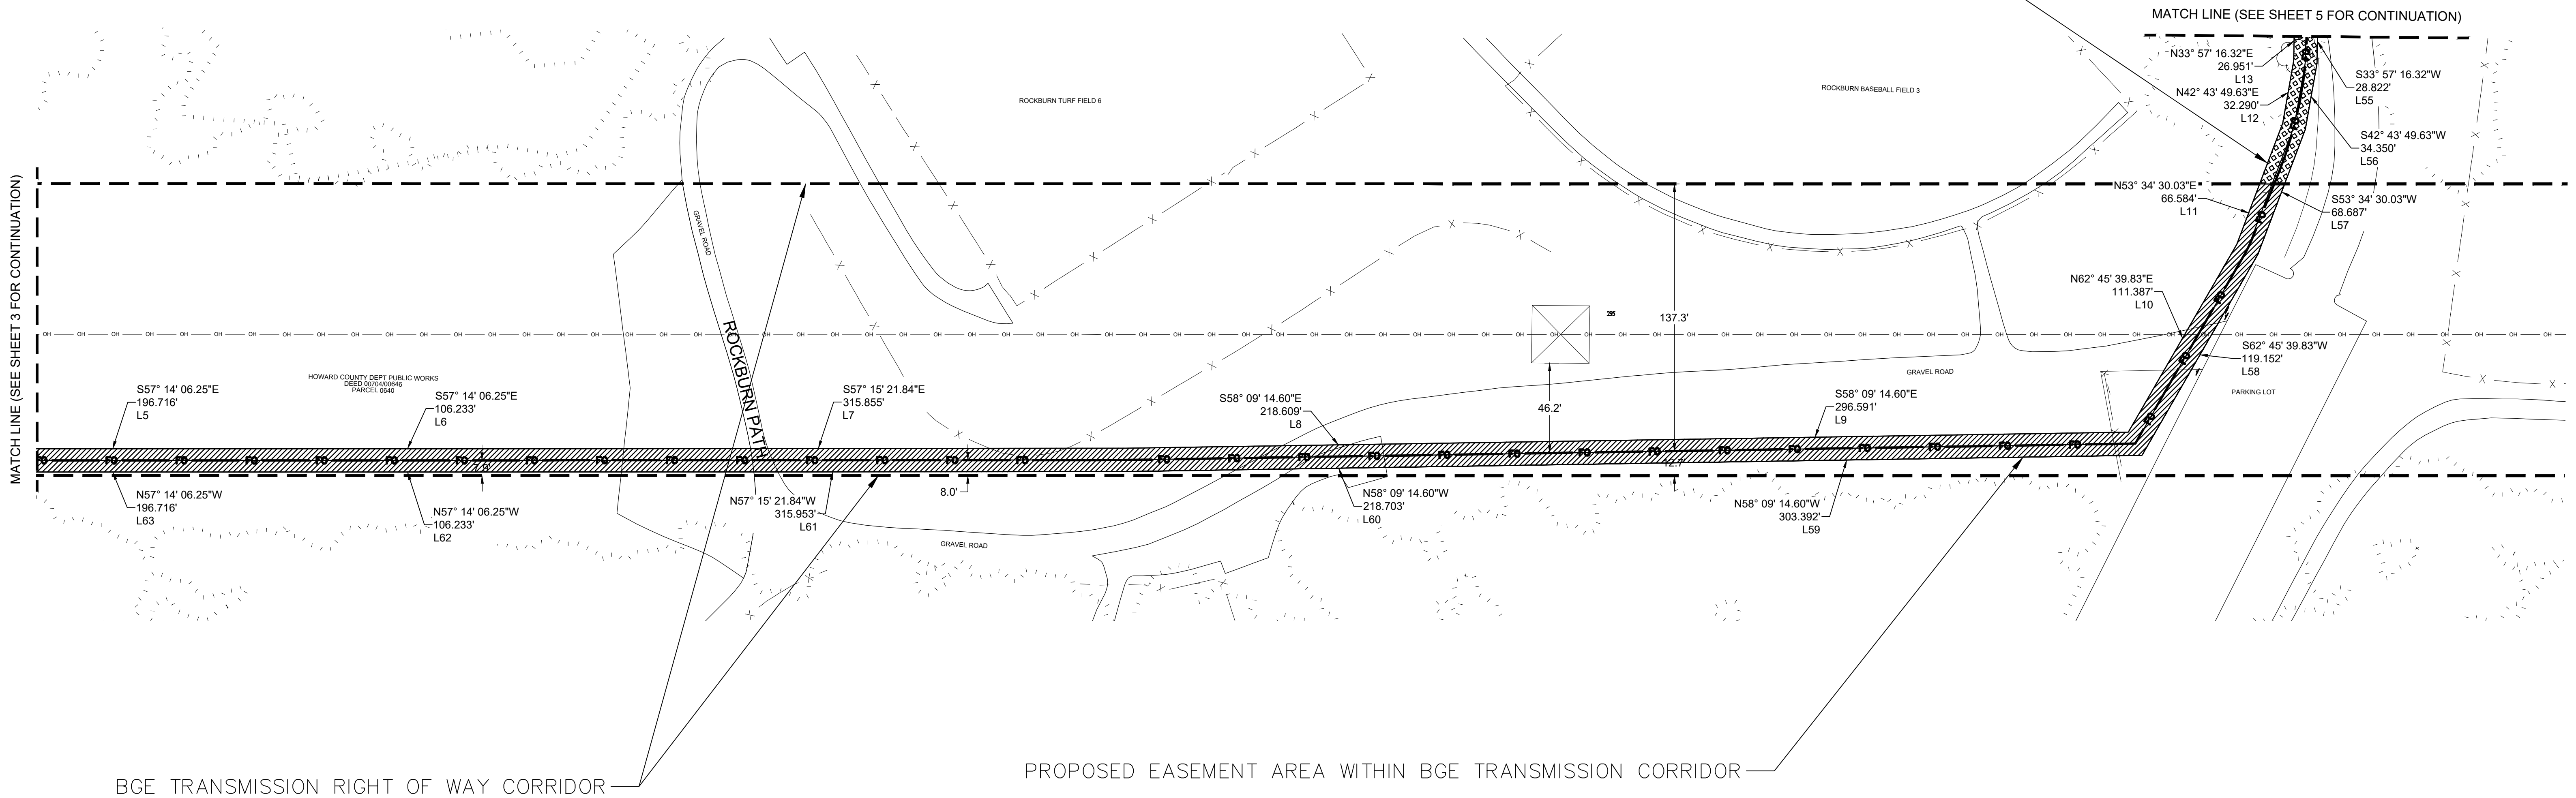 MATCH LINE (SEE SHEET 5 FOR CONTINUATION)
N33° 57' 16.32"E
26.951'
L13
N42° 43' 49.63"E
32.290'
L12
S33° 57' 16.32"W
28.822'
L55
S42° 43' 49.63"W
34.350'
L56
ROCKBURN TURF FIELD 6
ROCKBURN BASEBALL FIELD 3
MATCH LINE (SEE SHEET 3 FOR CONTINUATION)
N53° 34' 30.03"E
66.584'
L11
S53° 34' 30.03"W
68.687'
L57
GRAVEL ROAD
N62° 45' 39.83"E
111.387'
L10
295
137.3'
ROCKBURN PATH
S62° 45' 39.83"W
119.152'
L58
HOWARD COUNTY DEPT PUBLIC WORKS
DEED 00704/00646
PARCEL 0640
GRAVEL ROAD
PARKING LOT
S57° 14' 06.25"E
196.716'
L5
S57° 14' 06.25"E
106.233'
L6
S57° 15' 21.84"E
315.855'
L7
S58° 09' 14.60"E
218.609'
L8
46.2'
S58° 09' 14.60"E
296.591'
L9
7.9'
12.7'
8.0'
N57° 14' 06.25"W
196.716'
L63
N57° 14' 06.25"W
106.233'
L62
N57° 15' 21.84"W
315.953'
L61
N58° 09' 14.60"W
218.703'
L60
N58° 09' 14.60"W
303.392'
L59
GRAVEL ROAD
BGE TRANSMISSION RIGHT OF WAY CORRIDOR
PROPOSED EASEMENT AREA WITHIN BGE TRANSMISSION CORRIDOR